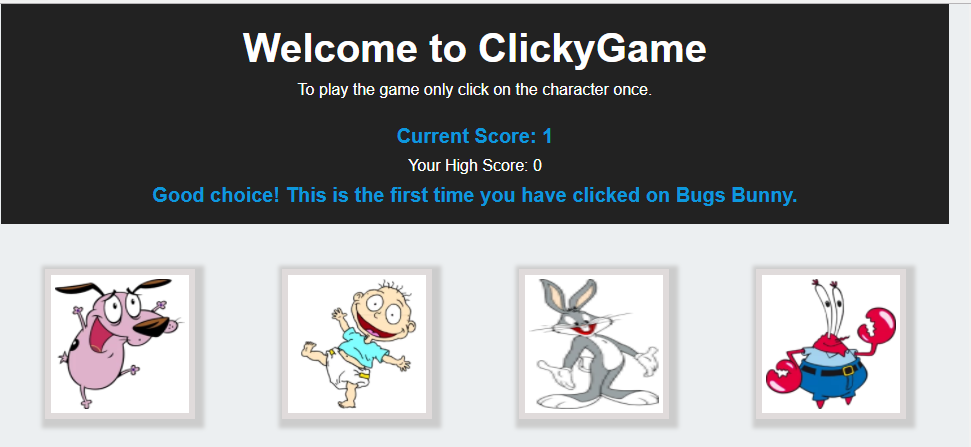 Welcome to ClickyGame
To play the game only click on the character once.
Current Score: 1
Your High Score: 0
Good choice! This is the first time you have clicked on Bugs Bunny.